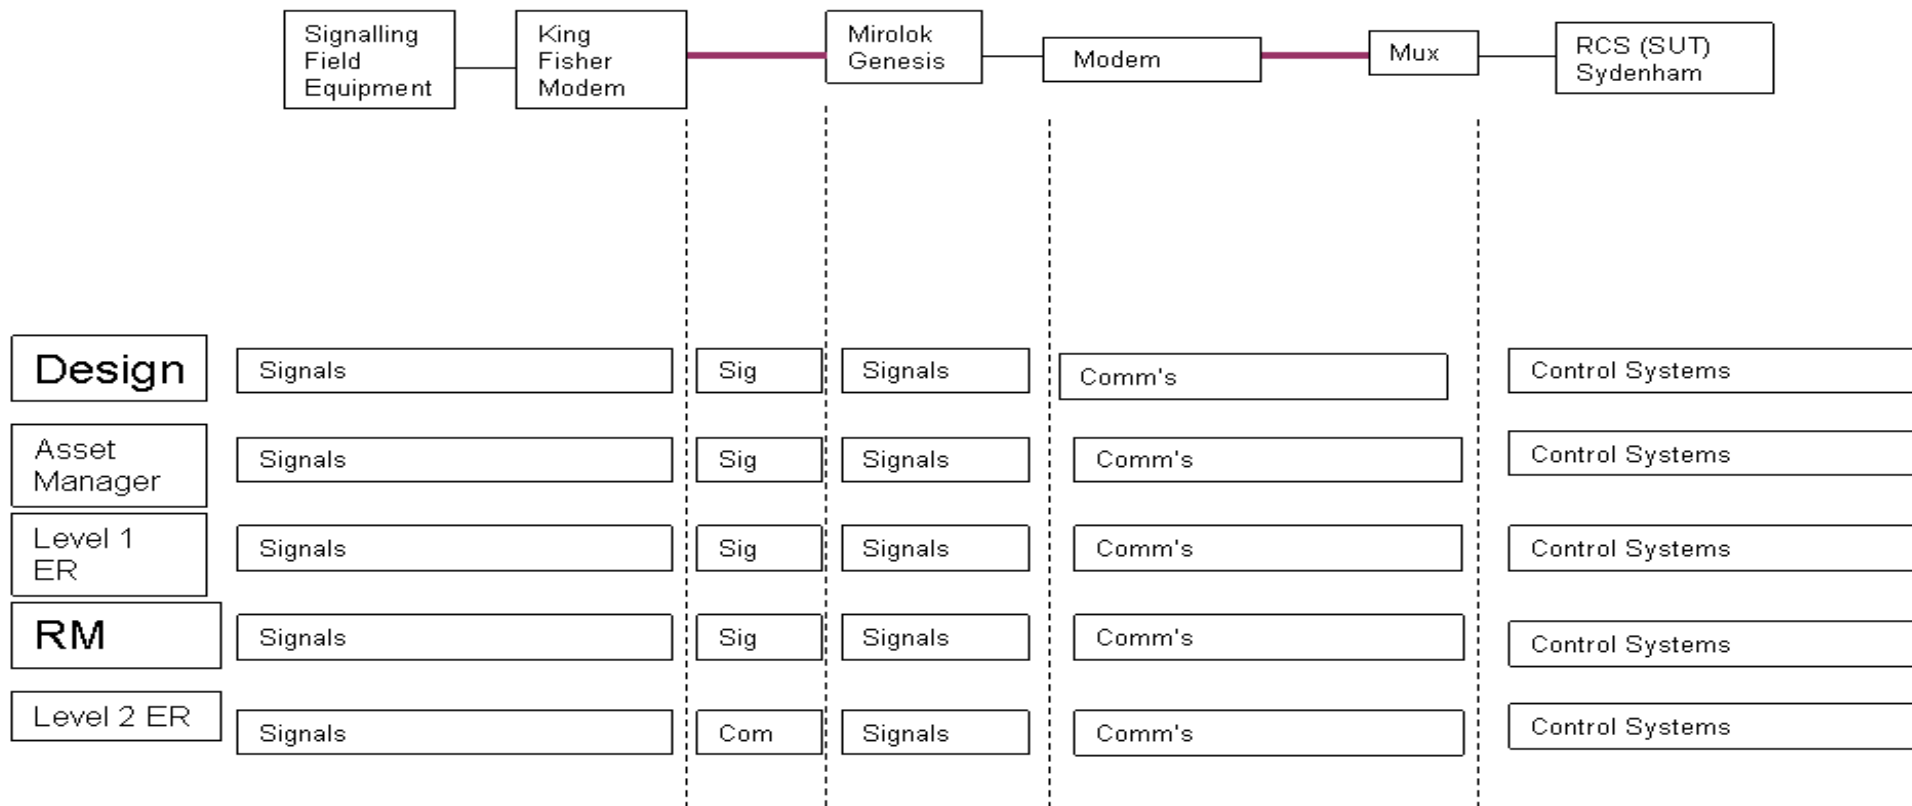 Signalling
Field
Equipment
King
Fisher
Modem
Mirolok
Genesis
Modem
Mux
RCS (SUT)
Sydenham
Design
Signals
Sig
Signals
Comm's
Control Systems
Asset
Manager
Signals
Sig
Signals
Comm's
Control Systems
Level 1
ER
Signals
Sig
Signals
Comm's
Control Systems
RM
Signals
Sig
Signals
Comm's
Control Systems
Level 2 ER
Signals
Com
Signals
Comm's
Control Systems